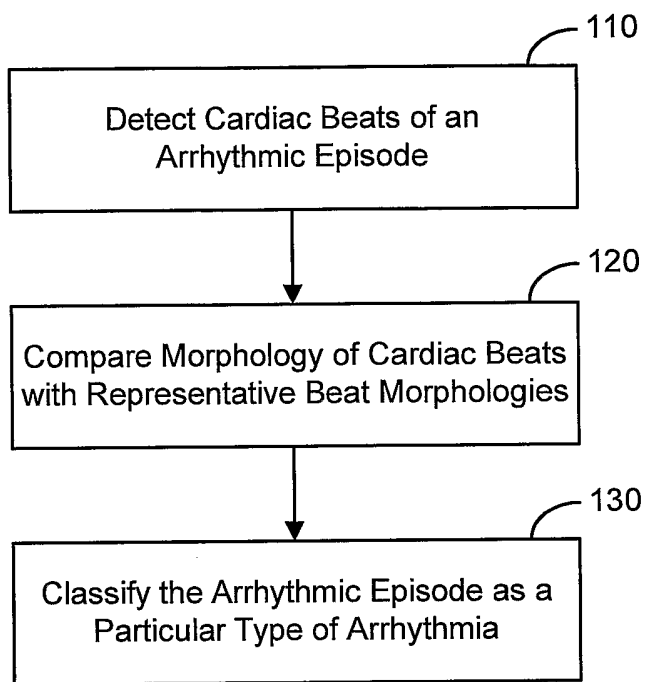 110
Detect Cardiac Beats of an
Arrhythmic Episode
120
Compare Morphology of Cardiac Beats
with Representative Beat Morphologies
130
Classify the Arrhythmic Episode as a
Particular Type of Arrhythmia